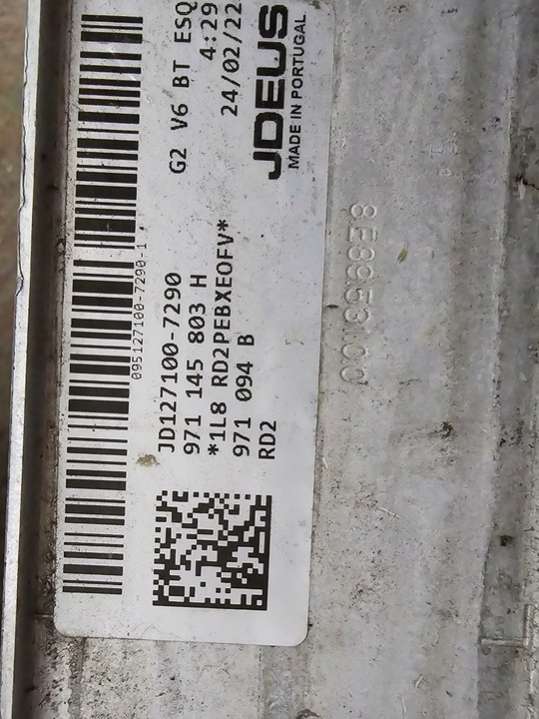 095127100-7290-1
JD127100-7290
971 145 803 H
*1L8 RD2PEBXEOFV*
971 094 B
RD2
G2 V6 BT ESQ
4:29
24/02/22
JDEUS
MADE IN PORTUGAL